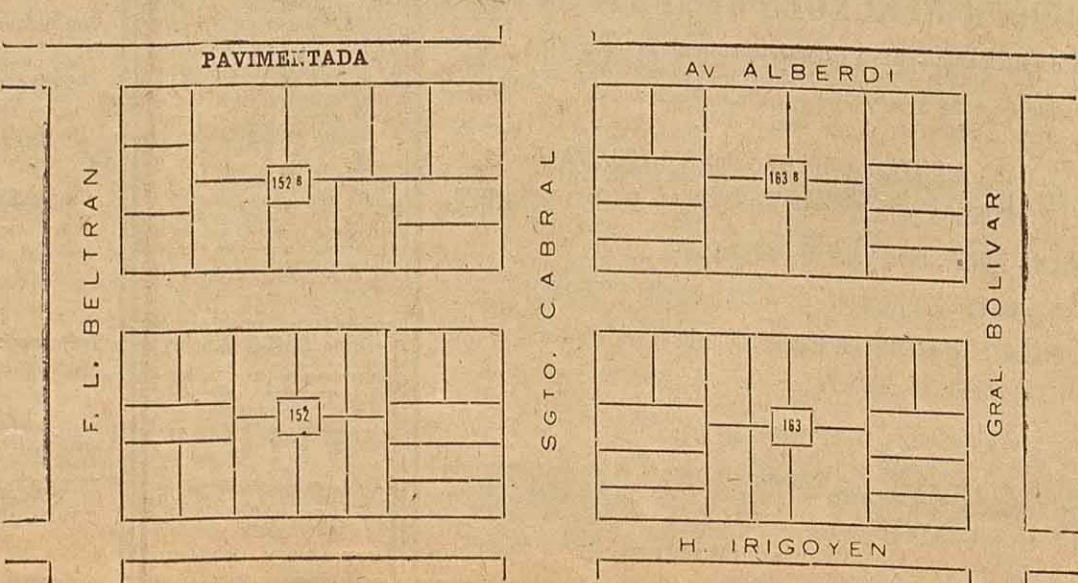 PAVIMENTADA
AV ALBERDI
152 B
163 B
F. L. BELTRAN
SGTO. CABRAL
GRAL. BOLIVAR
152
163
H. IRIGOYEN